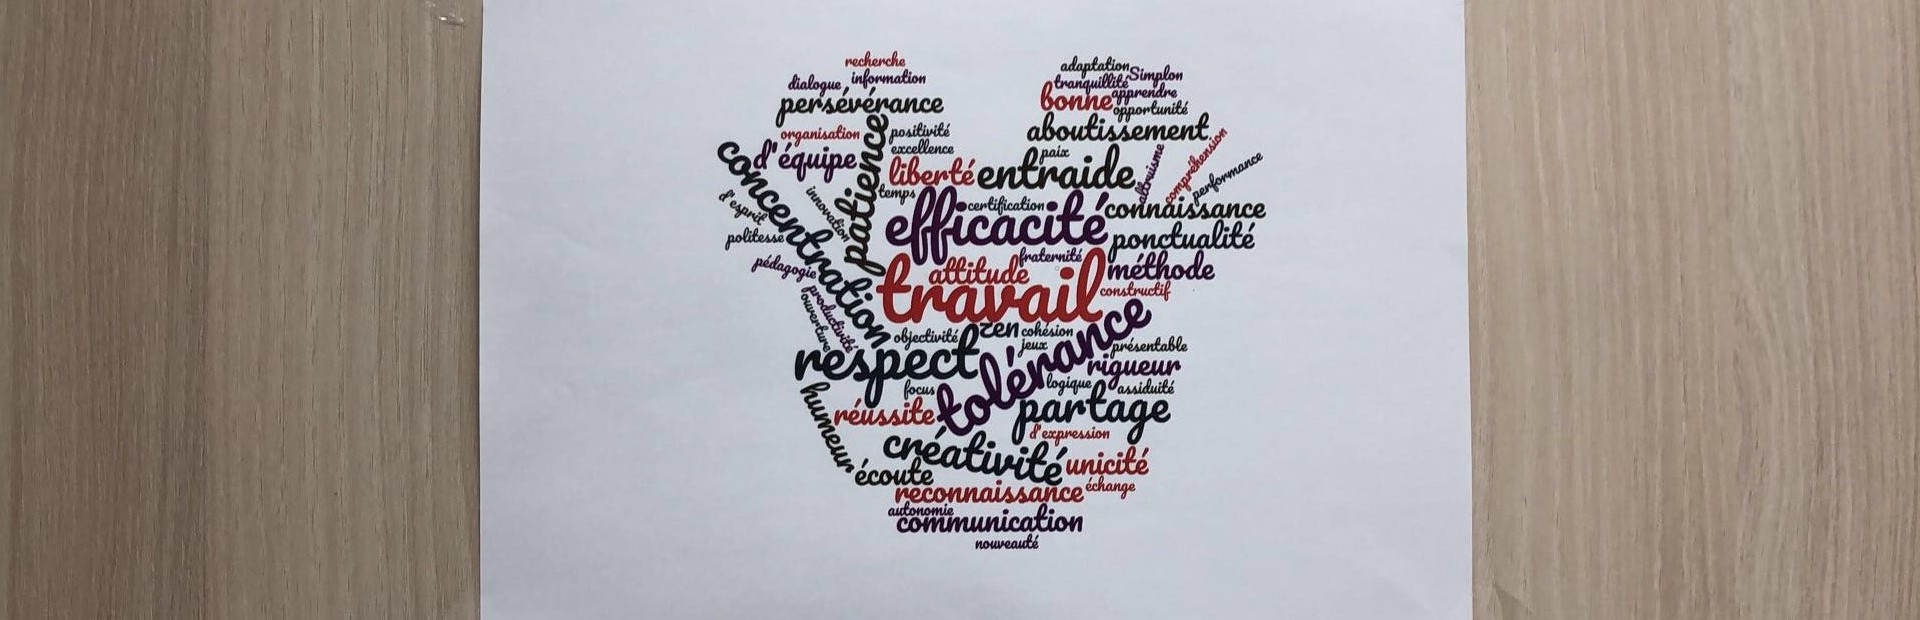 recherche
dialogue information
persévérance
organisation
positivité
excellence
d'équipe
patience
concentration
innovation
liberté
temps
d'esprit
politesse
pédagogie
productivité
ouverture
adaptation
Simplon
tranquillité
apprendre
bonne
opportunité
aboutissement
paix
entraide
altruisme
compréhension
performance
certification
connaissance
efficacité
ponctualité
fraternité
attitude
méthode
travail
constructif
zen
cohésion
objectivité
jeux
présentable
respect
tolérance
rigueur
logique
assiduité
focus
humeur
réussite
partage
d'expression
créativité
unicité
écoute
échange
reconnaissance
autonomie
communication
nouveauté